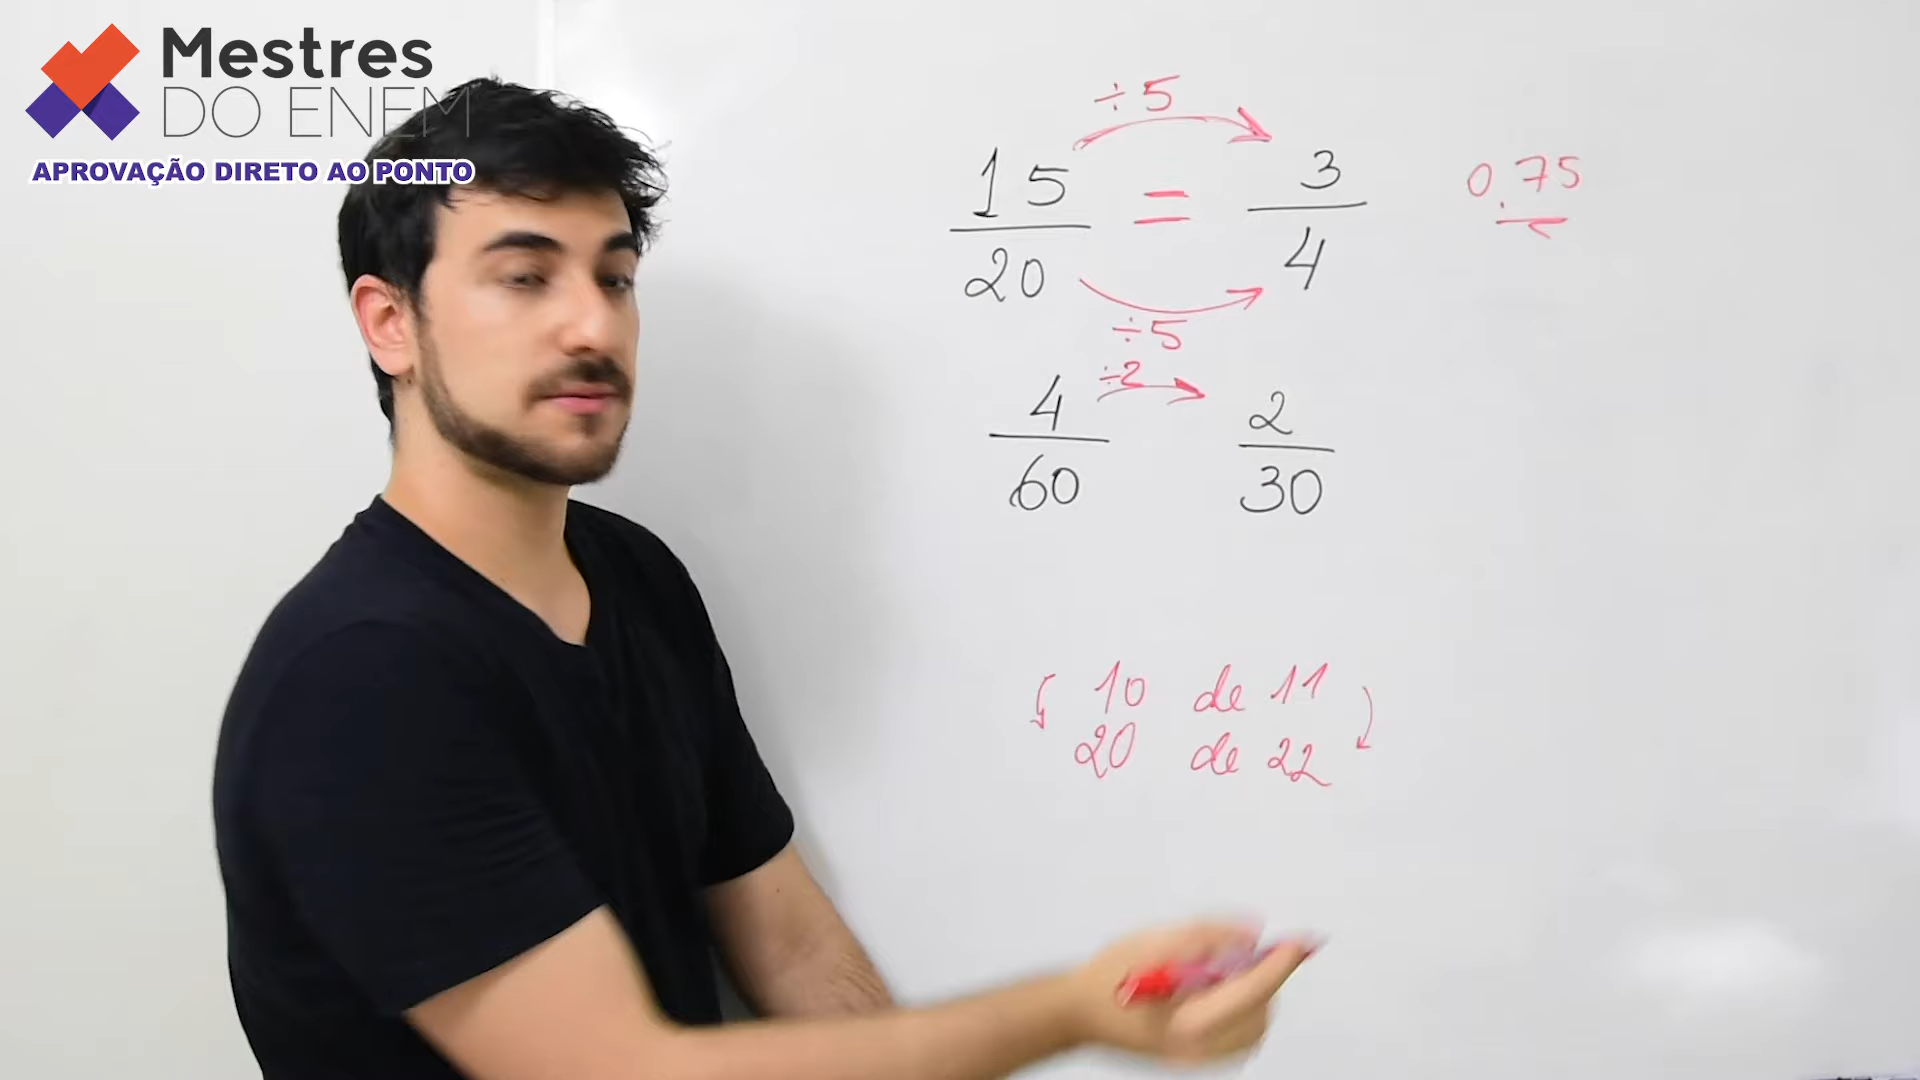 Mestres
DO ENEM
APROVAÇÃO DIRETO AO PONTO
÷5
15/20 = 3/4 0.75
÷5
÷2
4/60 2/30
10 de 11
20 de 22